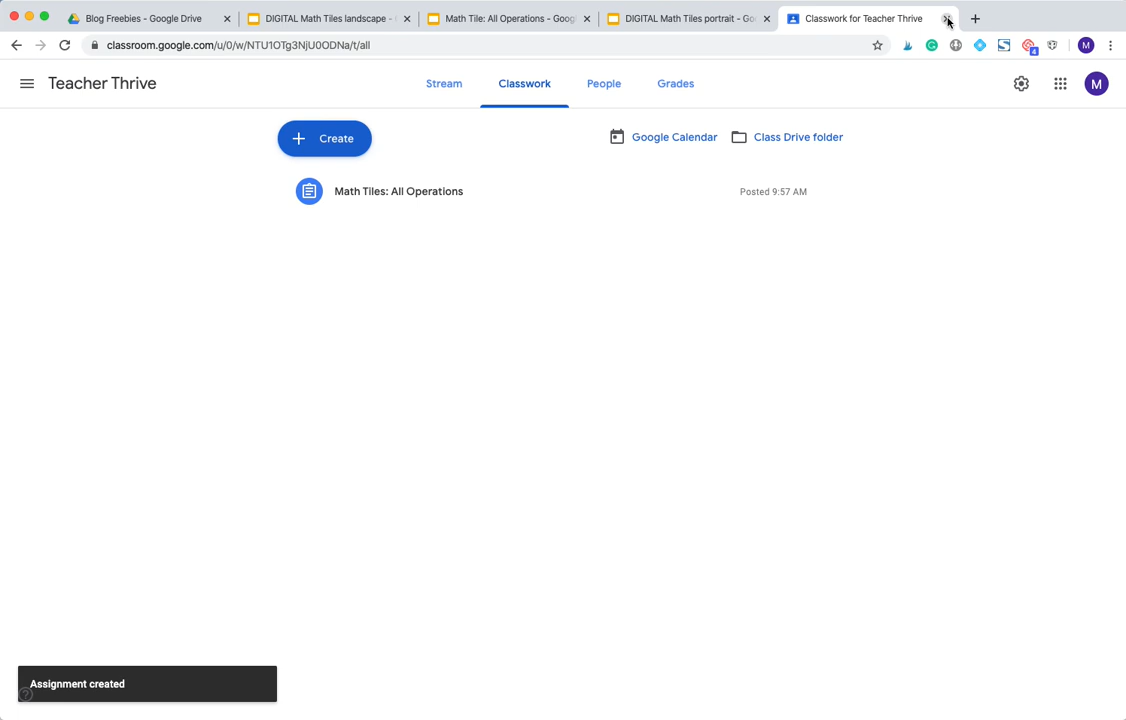 Blog Freebies - Google Drive
DIGITAL Math Tiles landscape -
Math Tile: All Operations - Goog
DIGITAL Math Tiles portrait - Go
Classwork for Teacher Thrive
classroom.google.com/u/0/w/NTU1OTg3NjU0ODNa/t/all
4
M
Teacher Thrive
Stream
Classwork
People
Grades
M
+ Create
Google Calendar
Class Drive folder
Math Tiles: All Operations
Posted 9:57 AM
Assignment created
?